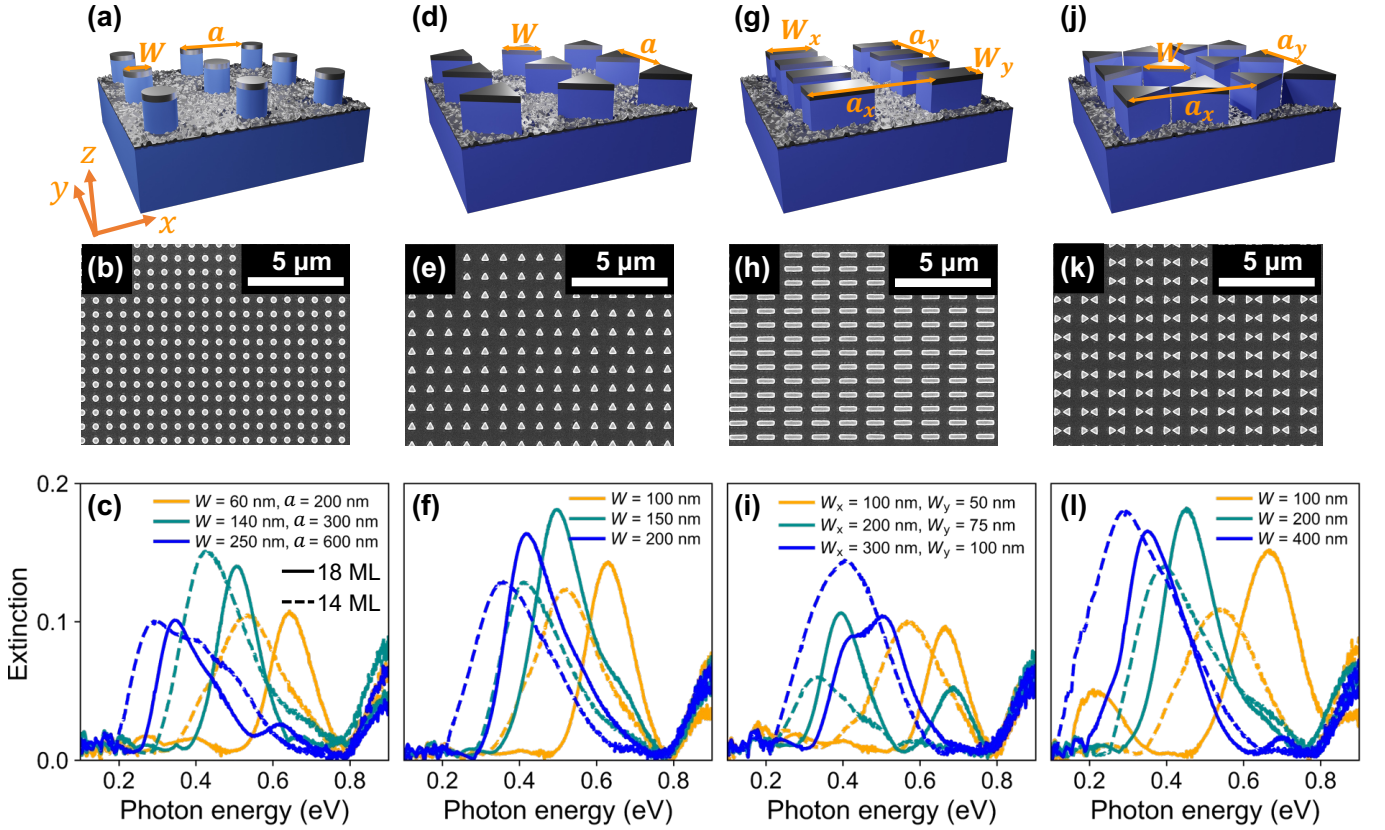 (a)
W
a
z
y
x
(d)
W
a
(g)
Wx
ay
Wy
ax
(j)
W
ay
ax
(b)
5 μm
(e)
5 μm
(h)
5 μm
(k)
5 μm
Extinction
0.2
0.1
0.0
(c)
W = 60 nm, a = 200 nm
W = 140 nm, a = 300 nm
W = 250 nm, a = 600 nm
18 ML
14 ML
0.2 0.4 0.6 0.8
Photon energy (eV)
(f)
W = 100 nm
W = 150 nm
W = 200 nm
0.2 0.4 0.6 0.8
Photon energy (eV)
(i)
Wx = 100 nm, Wy = 50 nm
Wx = 200 nm, Wy = 75 nm
Wx = 300 nm, Wy = 100 nm
0.2 0.4 0.6 0.8
Photon energy (eV)
(l)
W = 100 nm
W = 200 nm
W = 400 nm
0.2 0.4 0.6 0.8
Photon energy (eV)